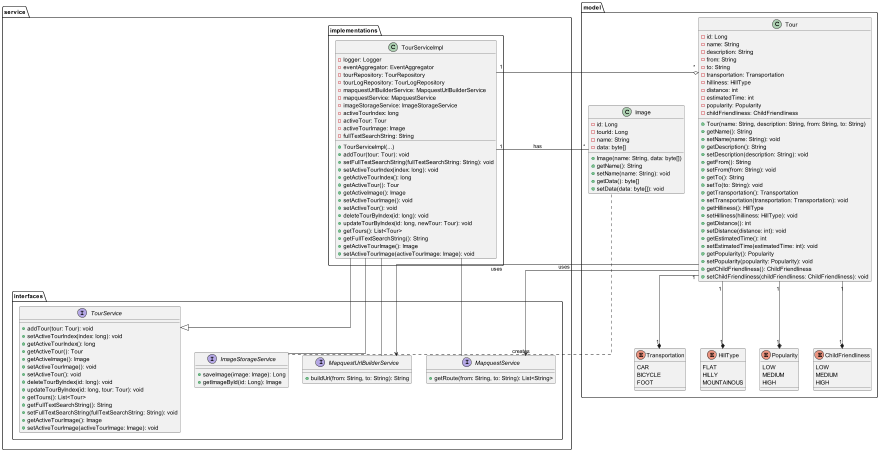 service
implementations
TourServiceImpl
logger: Logger
eventAggregator: EventAggregator
tourRepository: TourRepository
tourLogRepository: TourLogRepository
mapquestUrlBuilderService: MapquestUrlBuilderService
mapquestService: MapquestService
imageStorageService: ImageStorageService
activeTourIndex: long
activeTour: Tour
activeTourImage: Image
fullTextSearchString: String
TourServiceImpl(...)
addTour(tour: Tour): void
setFullTextSearchString(fullTextSearchString: String): void
setActiveTourIndex(index: long): void
getActiveTourIndex(): long
getActiveTour(): Tour
getActiveImage(): Image
setActiveTourImage(): void
setActiveTour(): void
deleteTourByIndex(id: long): void
updateTourByIndex(id: long, newTour: Tour): void
getTours(): List<Tour>
getFullTextSearchString(): String
getActiveTourImage(): Image
setActiveTourImage(activeTourImage: Image): void
interfaces
TourService
addTour(tour: Tour): void
setActiveTourIndex(index: long): void
getActiveTourIndex(): long
getActiveTour(): Tour
getActiveImage(): Image
setActiveTourImage(): void
setActiveTour(): void
deleteTourByIndex(id: long): void
updateTourByIndex(id: long, tour: Tour): void
getTours(): List<Tour>
getFullTextSearchString(): String
setFullTextSearchString(fullTextSearchString: String): void
getActiveTourImage(): Image
setActiveTourImage(activeTourImage: Image): void
ImageStorageService
saveImage(image: Image): Long
getImageById(id: Long): Image
MapquestUrlBuilderService
buildUrl(from: String, to: String): String
MapquestService
getRoute(from: String, to: String): List<String>
model
Tour
id: Long
name: String
description: String
from: String
to: String
transportation: Transportation
hilliness: HillType
distance: int
estimatedTime: int
popularity: Popularity
childFriendliness: ChildFriendliness
Tour(name: String, description: String, from: String, to: String)
getName(): String
setName(name: String): void
getDescription(): String
setDescription(description: String): void
getFrom(): String
setFrom(from: String): void
getTo(): String
setTo(to: String): void
getTransportation(): Transportation
setTransportation(transportation: Transportation): void
getHilliness(): HillType
setHilliness(hilliness: HillType): void
getDistance(): int
setDistance(distance: int): void
getEstimatedTime(): int
setEstimatedTime(estimatedTime: int): void
getPopularity(): Popularity
setPopularity(popularity: Popularity): void
getChildFriendliness(): ChildFriendliness
setChildFriendliness(childFriendliness: ChildFriendliness): void
Image
id: Long
tourId: Long
name: String
data: byte[]
Image(name: String, data: byte[])
getName(): String
setName(name: String): void
getData(): byte[]
setData(data: byte[]): void
Transportation
CAR
BICYCLE
FOOT
HillType
FLAT
HILLY
MOUNTAINOUS
Popularity
LOW
MEDIUM
HIGH
ChildFriendliness
LOW
MEDIUM
HIGH
1
*
1
has
*
uses
uses
creates
1
1
1
1
1
1
1
1